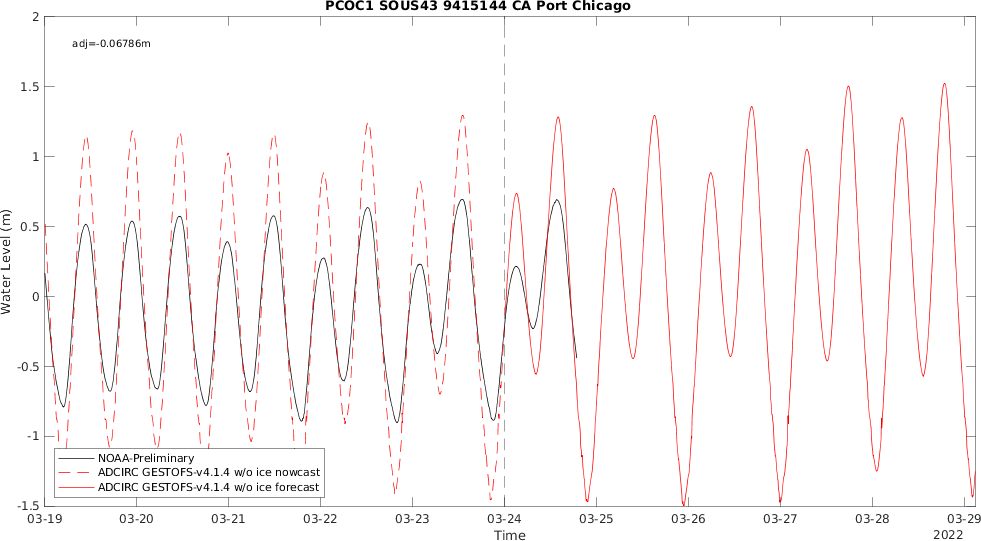 PCOC1 SOUS43 9415144 CA Port Chicago
adj=-0.06786m
Water Level (m)
2
1.5
1
0.5
0
-0.5
-1
-1.5
NOAA-Preliminary
ADCIRC GESTOFS-v4.1.4 w/o ice nowcast
ADCIRC GESTOFS-v4.1.4 w/o ice forecast
03-19 03-20 03-21 03-22 03-23 03-24 03-25 03-26 03-27 03-28 03-29
Time
2022